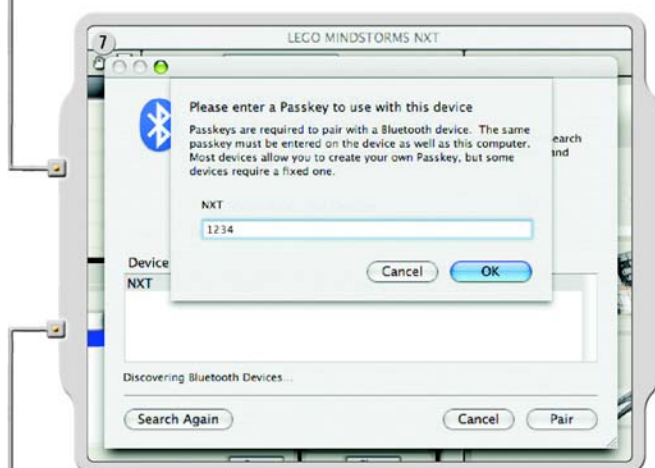 7
LEGO MINDSTORMS NXT
Please enter a Passkey to use with this device
Passkeys are required to pair with a Bluetooth device. The same
passkey must be entered on the device as well as this computer.
Most devices allow you to create your own Passkey, but some
devices require a fixed one.
earch
and
NXT
1234
Cancel OK
Device
NXT
Discovering Bluetooth Devices...
Search Again Cancel Pair